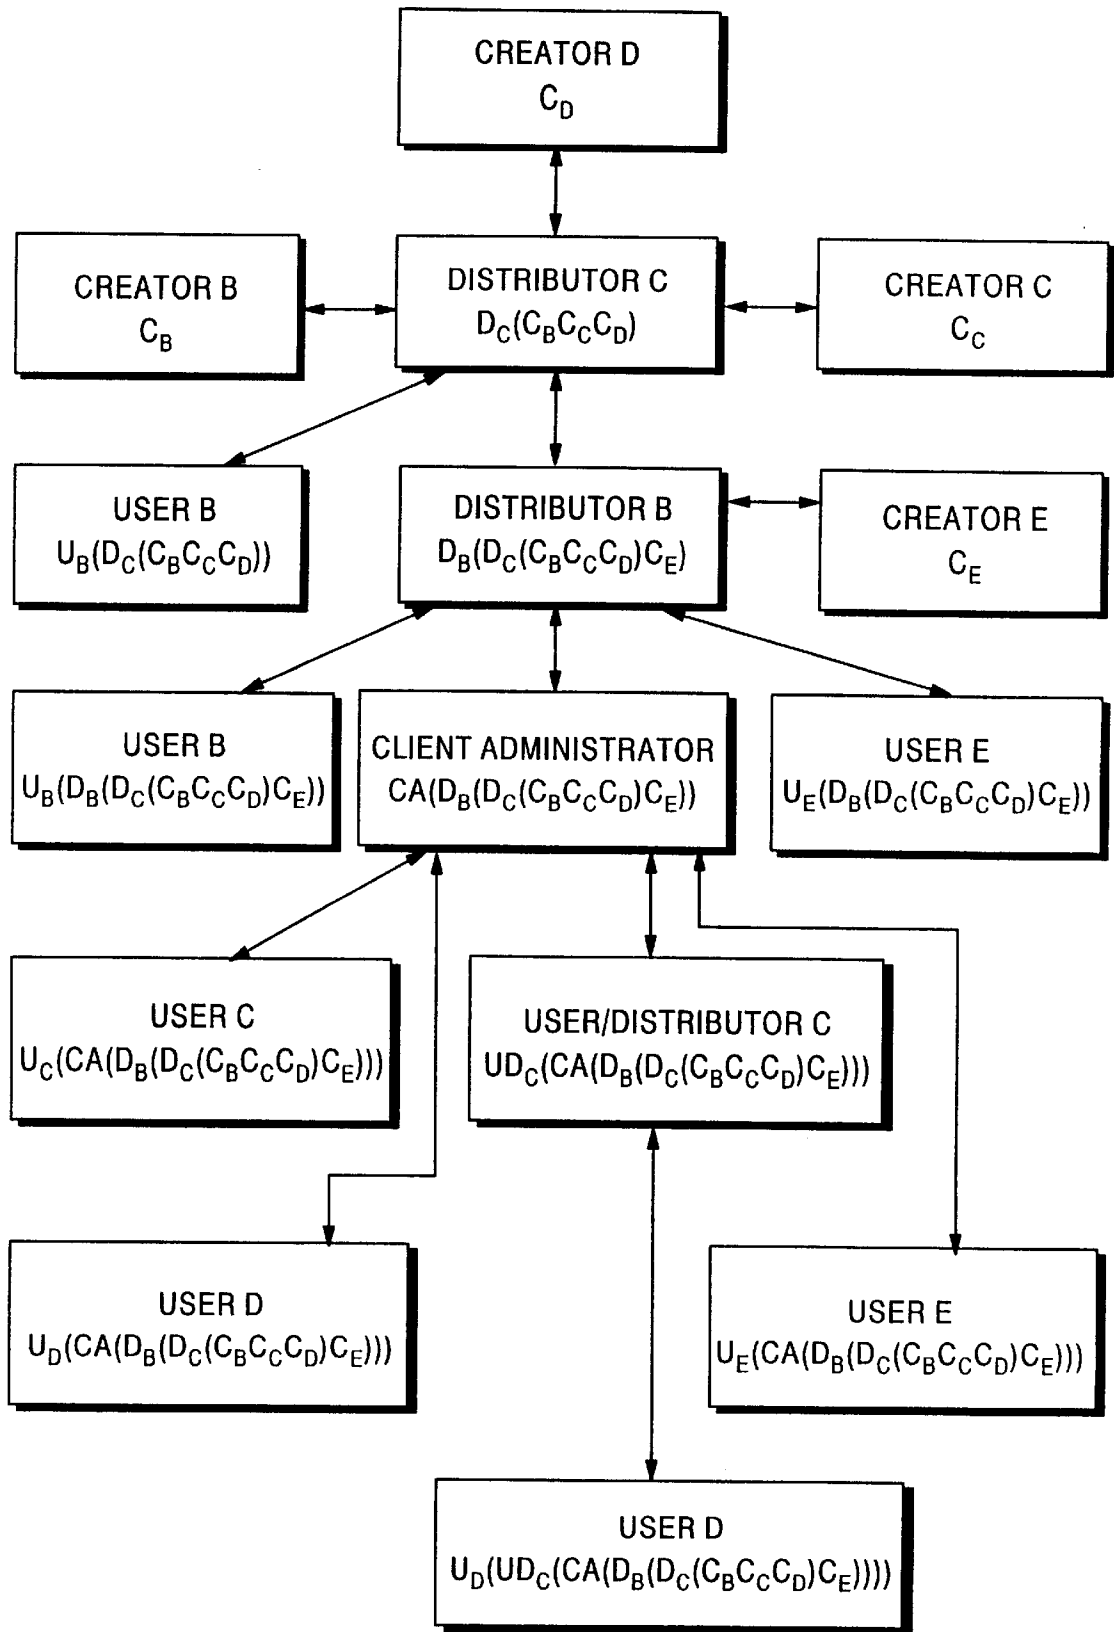 CREATOR D
C_D
CREATOR B
C_B
DISTRIBUTOR C
D_C(C_BC_CC_D)
CREATOR C
C_C
USER B
U_B(D_C(C_BC_CC_D))
DISTRIBUTOR B
D_B(D_C(C_BC_CC_D)C_E)
CREATOR E
C_E
USER B
U_B(D_B(D_C(C_BC_CC_D)C_E))
CLIENT ADMINISTRATOR
CA(D_B(D_C(C_BC_CC_D)C_E))
USER E
U_E(D_B(D_C(C_BC_CC_D)C_E))
USER C
U_C(CA(D_B(D_C(C_BC_CC_D)C_E)))
USER/DISTRIBUTOR C
UD_C(CA(D_B(D_C(C_BC_CC_D)C_E)))
USER D
U_D(CA(D_B(D_C(C_BC_CC_D)C_E)))
USER E
U_E(CA(D_B(D_C(C_BC_CC_D)C_E)))
USER D
U_D(UD_C(CA(D_B(D_C(C_BC_CC_D)C_E))))